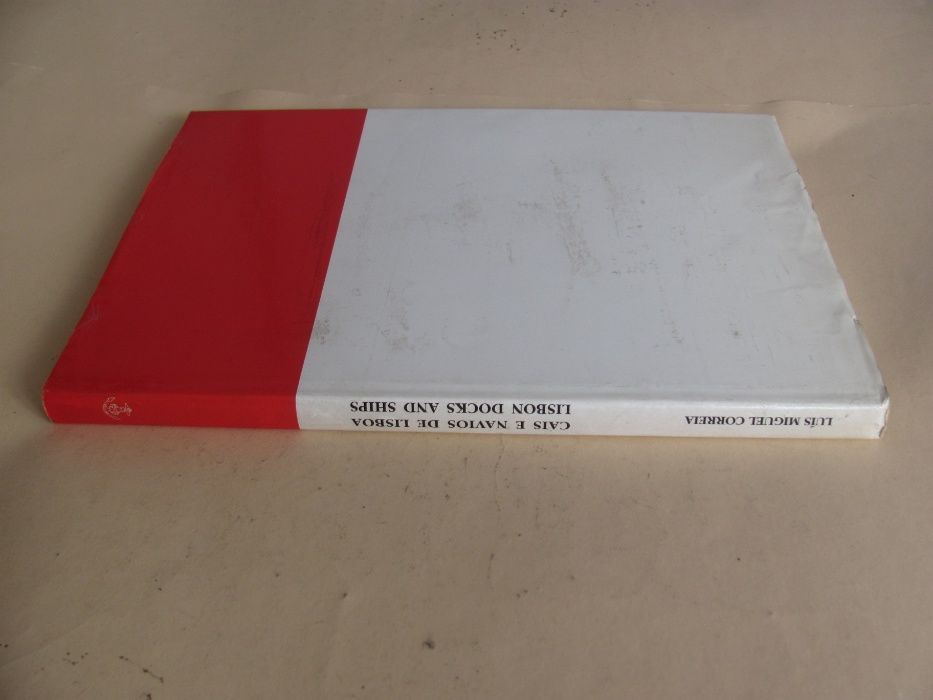 LUÍS MIGUEL CORREIA
CAIS E NAVIOS DE LISBOA
LISBON DOCKS AND SHIPS